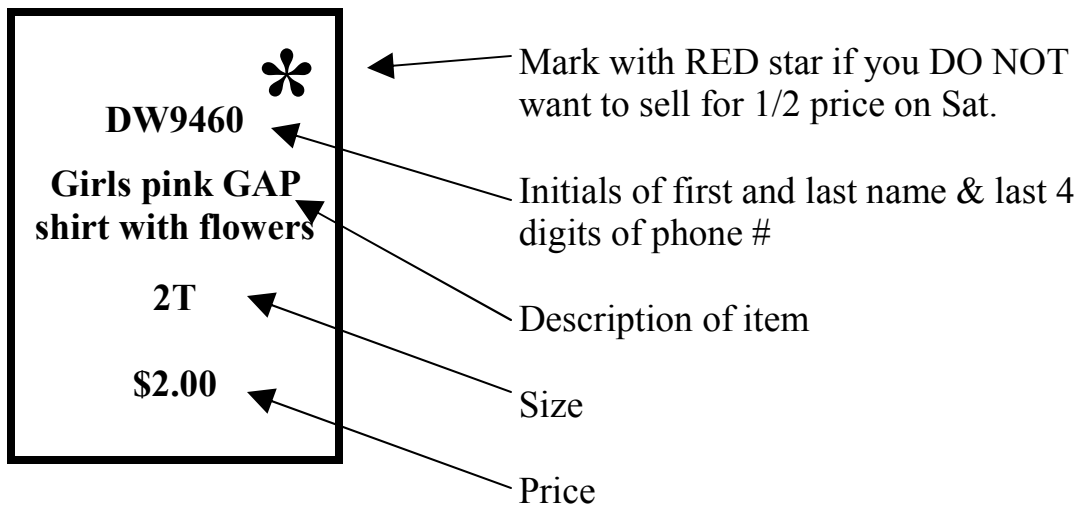 *
DW9460
Girls pink GAP
shirt with flowers
2T
$2.00
Mark with RED star if you DO NOT
want to sell for 1/2 price on Sat.
Initials of first and last name & last 4
digits of phone #
Description of item
Size
Price